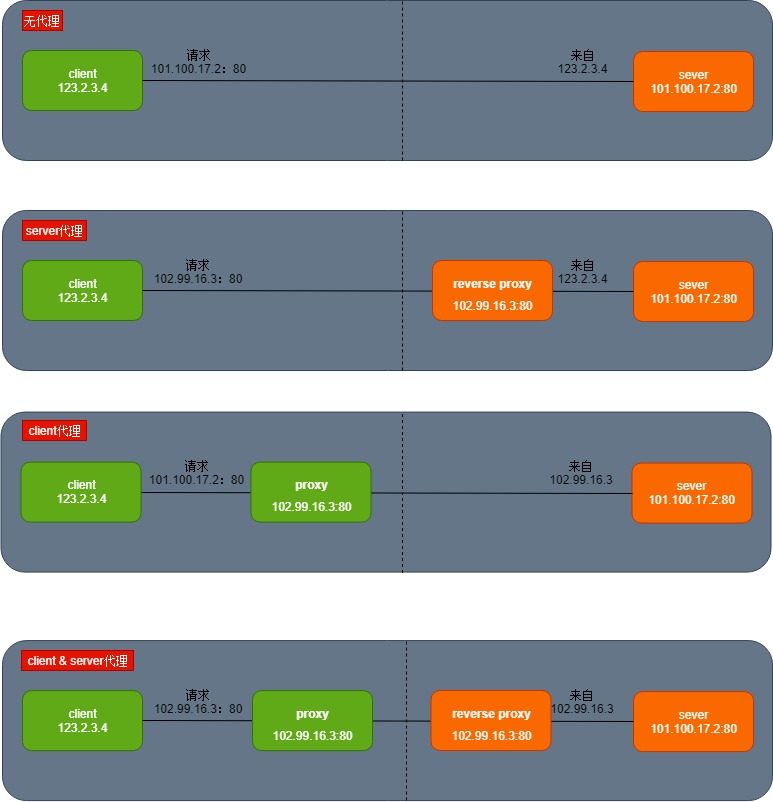 无代理
client
123.2.3.4
请求
101.100.17.2：80
来自
123.2.3.4
sever
101.100.17.2:80
server代理
client
123.2.3.4
请求
102.99.16.3：80
reverse proxy
102.99.16.3:80
来自
123.2.3.4
sever
101.100.17.2:80
client代理
client
123.2.3.4
请求
101.100.17.2：80
proxy
102.99.16.3:80
来自
102.99.16.3
sever
101.100.17.2:80
client & server代理
client
123.2.3.4
请求
102.99.16.3：80
proxy
102.99.16.3:80
reverse proxy
102.99.16.3:80
来自
102.99.16.3
sever
101.100.17.2:80